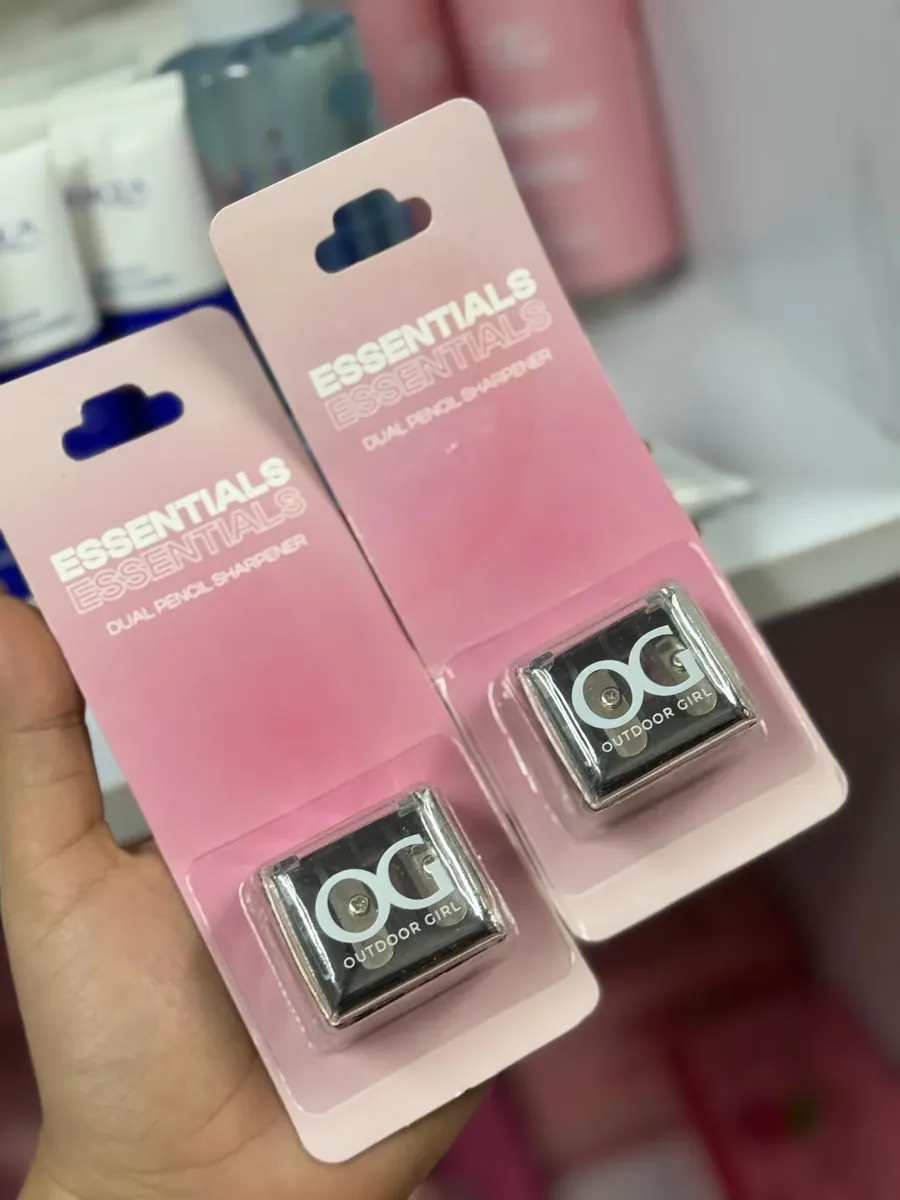 ESSENTIALS
ESSENTIALS
DUAL PENCIL SHARPENER
OG
OUTDOOR GIRL
ESSENTIALS
ESSENTIALS
DUAL PENCIL SHARPENER
OG
OUTDOOR GIRL